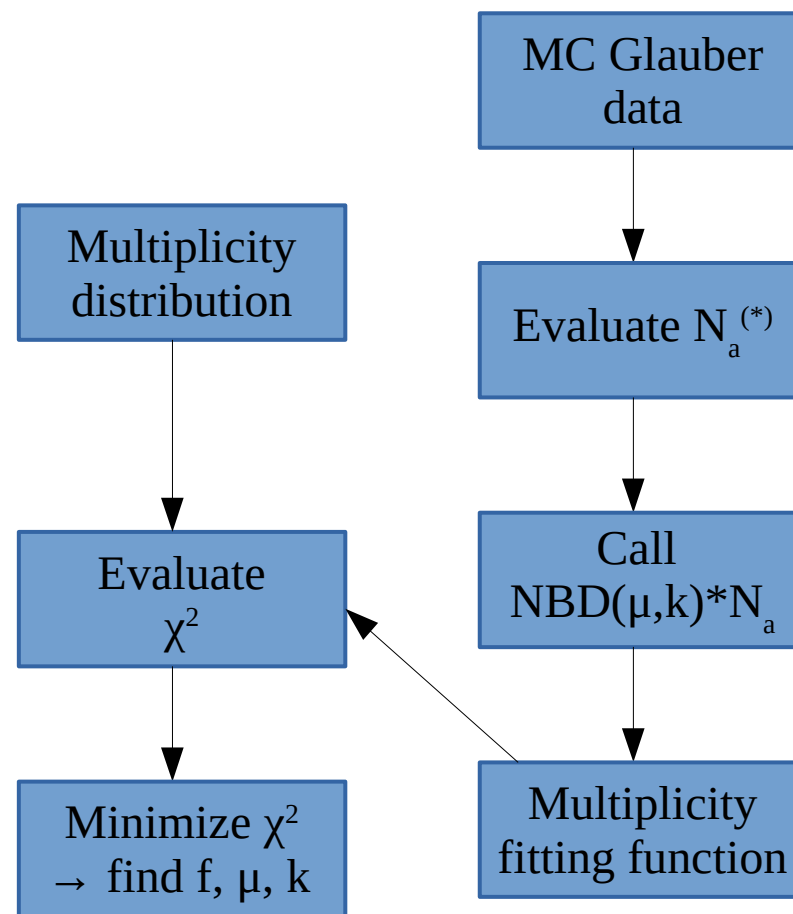 MC Glauber
data
Multiplicity
distribution
Evaluate Nₐ⁽*⁾
Call
NBD(μ,k)*Nₐ
Evaluate
χ²
Multiplicity
fitting function
Minimize χ²
→ find f, μ, k